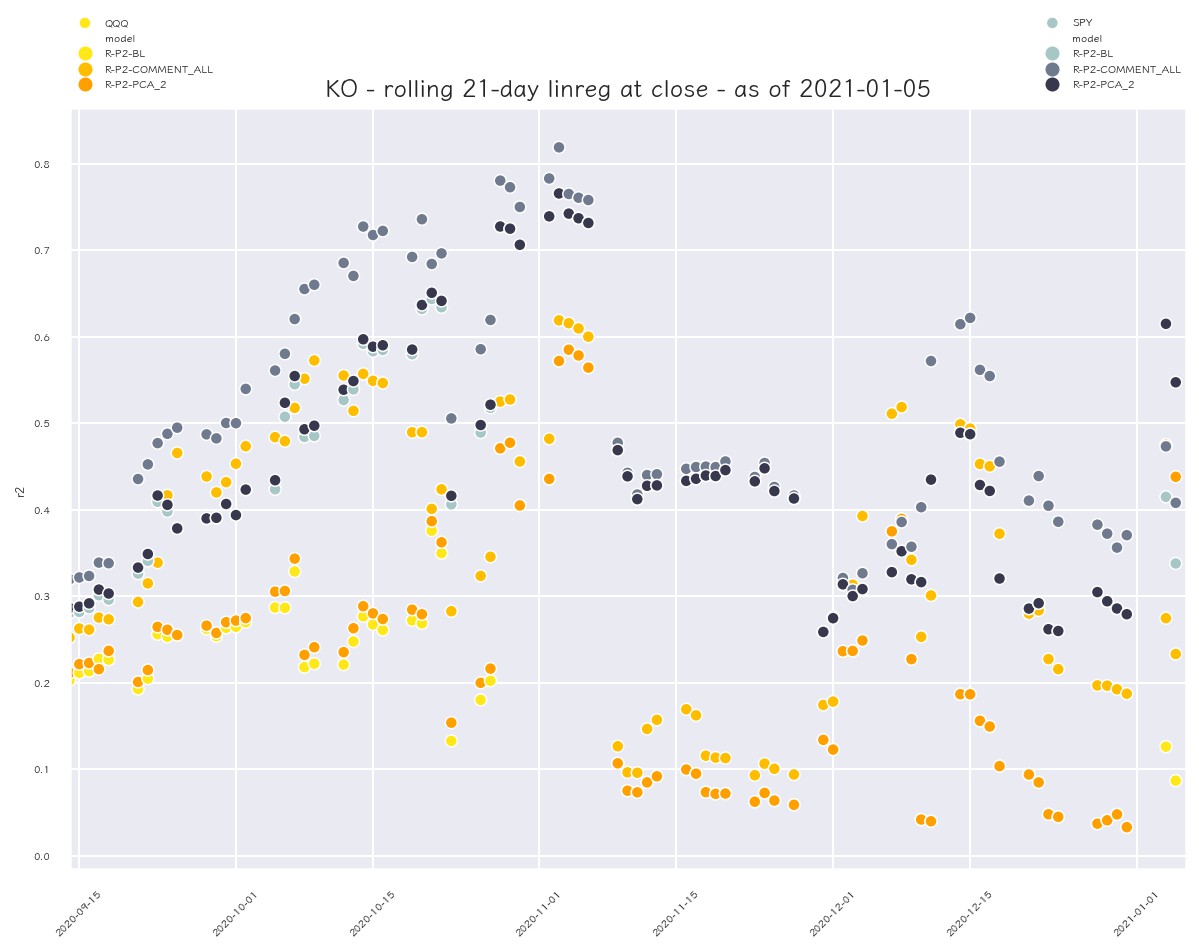 QQQ
model
R-P2-BL
R-P2-COMMENT_ALL
R-P2-PCA_2
SPY
model
R-P2-BL
R-P2-COMMENT_ALL
R-P2-PCA_2
KO - rolling 21-day linreg at close - as of 2021-01-05
0.8
0.7
0.6
0.5
0.4
0.3
0.2
0.1
0.0
r2
2020-09-15
2020-10-01
2020-10-15
2020-11-01
2020-11-15
2020-12-01
2020-12-15
2021-01-01